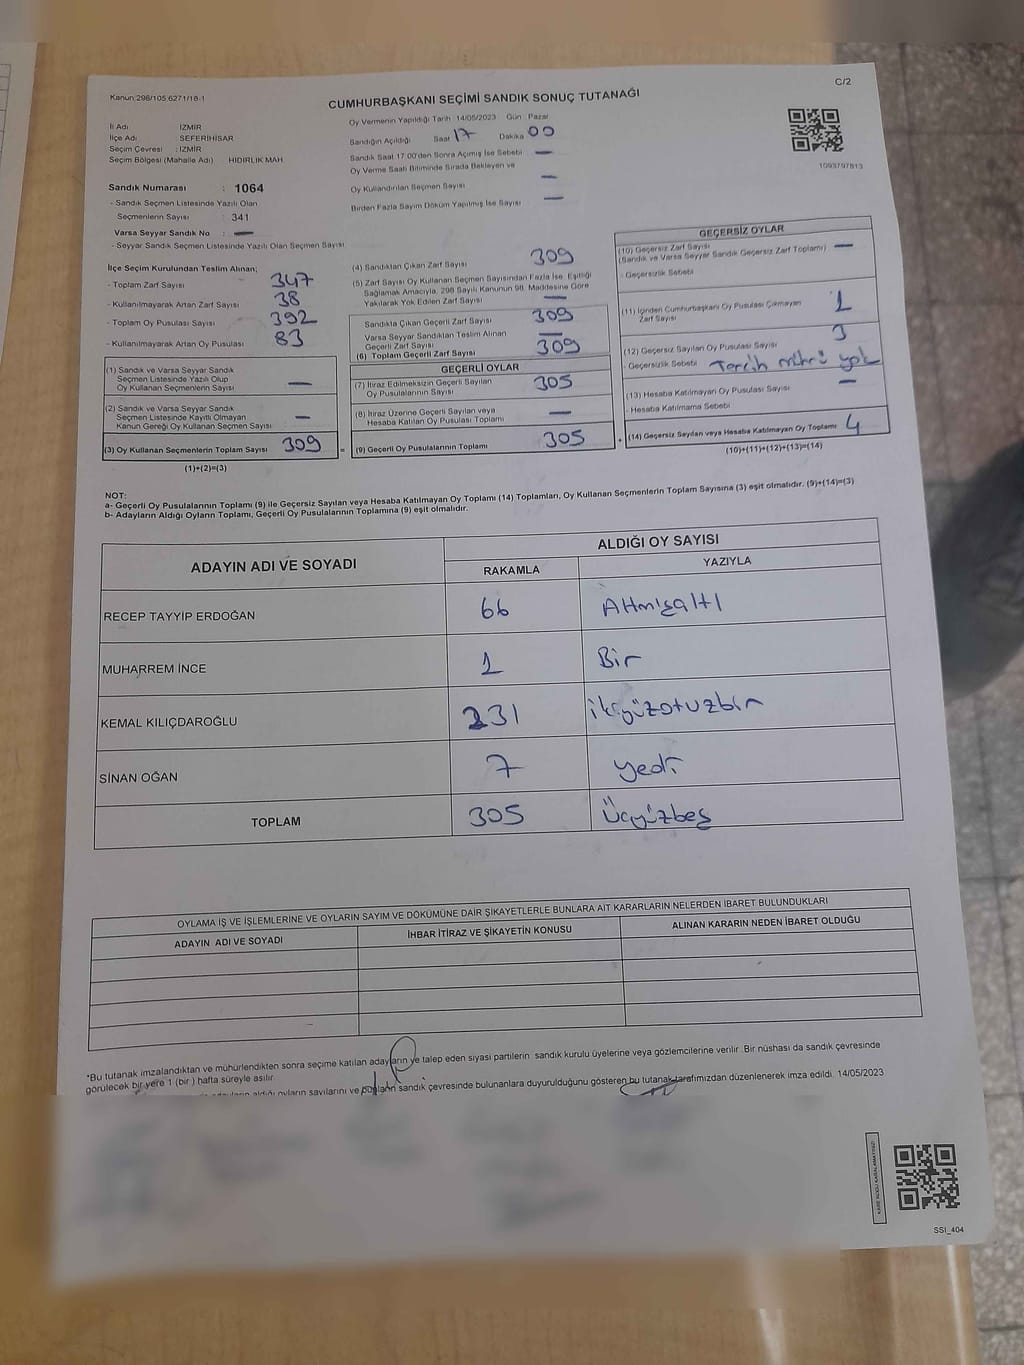 C/2
Kanun:298/105 6271/18-1
CUMHURBAŞKANI SEÇİMİ SANDIK SONUÇ TUTANAĞI
İl Adı : İZMİR
İlçe Adı : SEFERİHİSAR
Seçim Çevresi : İZMİR
Seçim Bölgesi (Mahalle Adı) HIDIRLIK MAH.
Sandık Numarası : 1064
- Sandık Seçmen Listesinde Yazılı Olan
Seçmenlerin Sayısı : 341
Varsa Seyyar Sandık No : —
- Seyyar Sandık Seçmen Listesinde Yazılı Olan Seçmen Sayısı:
Oy Vermenin Yapıldığı Tarih 14/05/2023 Gün Pazar
Sandığın Açıldığı Saat 17 Dakika 00
Sandık Saat 17.00'den Sonra Açmış İse Sebebi —
Oy Verme Saati Bitiminde Sırada Bekleyen ve
Oy Kullandırılan Seçmen Sayısı —
Birden Fazla Sayım Döküm Yapılmış İse Sayısı —
1093797813
İlçe Seçim Kurulundan Teslim Alınan;
- Toplam Zarf Sayısı : 347
- Kullanılmayarak Artan Zarf Sayısı : 38
- Toplam Oy Pusulası Sayısı : 392
- Kullanılmayarak Artan Oy Pusulası : 83
(1) Sandık ve Varsa Seyyar Sandık
Seçmen Listesinde Yazılı Olup
Oy Kullanan Seçmenlerin Sayısı —
(2) Sandık ve Varsa Seyyar Sandık
Seçmen Listesinde Kayıtlı Olmayan
Kanun Gereği Oy Kullanan Seçmen Sayısı —
(3) Oy Kullanan Seçmenlerin Toplam Sayısı 309
(1)+(2)=(3)
(4) Sandıktan Çıkan Zarf Sayısı 309
(5) Zarf Sayısı Oy Kullanan Seçmen Sayısından Fazla İse, Eşitliği
Sağlamak Amacıyla, 298 Sayılı Kanunun 98. Maddesine Göre
Yakılarak Yok Edilen Zarf Sayısı —
Sandıkta Çıkan Geçerli Zarf Sayısı 309
Varsa Seyyar Sandıktan Teslim Alınan
Geçerli Zarf Sayısı —
(6) Toplam Geçerli Zarf Sayısı 309
GEÇERLİ OYLAR
(7) İtiraz Edilmeksizin Geçerli Sayılan
Oy Pusulalarının Sayısı 305
(8) İtiraz Üzerine Geçerli Sayılan veya
Hesaba Katılan Oy Pusulası Toplamı —
= (9) Geçerli Oy Pusulalarının Toplamı 305
GEÇERSİZ OYLAR
(10) Geçersiz Zarf Sayısı
(Sandık ve Varsa Seyyar Sandık Geçersiz Zarf Toplamı) —
- Geçersizlik Sebebi
(11) İçinden Cumhurbaşkanı Oy Pusulası Çıkmayan
Zarf Sayısı 1
(12) Geçersiz Sayılan Oy Pusulası Sayısı 3
- Geçersizlik Sebebi Tercih mührü yok
(13) Hesaba Katılmayan Oy Pusulası Sayısı —
- Hesaba Katılmama Sebebi
+ (14) Geçersiz Sayılan veya Hesaba Katılmayan Oy Toplamı 4
(10)+(11)+(12)+(13)=(14)
NOT:
a- Geçerli Oy Pusulalarının Toplamı (9) ile Geçersiz Sayılan veya Hesaba Katılmayan Oy Toplamı (14) Toplamları, Oy Kullanan Seçmenlerin Toplam Sayısına (3) eşit olmalıdır. (9)+(14)=(3)
b- Adayların Aldığı Oyların Toplamı, Geçerli Oy Pusulalarının Toplamına (9) eşit olmalıdır.
ADAYIN ADI VE SOYADI ALDIĞI OY SAYISI
RAKAMLA YAZIYLA
RECEP TAYYİP ERDOĞAN 66 Altmışaltı
MUHARREM İNCE 1 Bir
KEMAL KILIÇDAROĞLU 231 ikiyüzotuzbir
SİNAN OĞAN 7 yedi
TOPLAM 305 Üçyüzbeş
OYLAMA İŞ VE İŞLEMLERİNE VE OYLARIN SAYIM VE DÖKÜMÜNE DAİR ŞİKAYETLERLE BUNLARA AİT KARARLARIN NELERDEN İBARET BULUNDUKLARI
ADAYIN ADI VE SOYADI İHBAR İTİRAZ VE ŞİKAYETİN KONUSU ALINAN KARARIN NEDEN İBARET OLDUĞU
*Bu tutanak imzalandıktan ve mühürlendikten sonra seçime katılan adayların ve talep eden siyasi partilerin sandık kurulu üyelerine veya gözlemcilerine verilir. Bir nüshası da sandık çevresinde
görülecek bir yere 1 (bir) hafta süreyle asılır.
adayların aldığı oyların sayılarını ve bunların sandık çevresinde bulunanlara duyurulduğunu gösteren bu tutanak tarafımızdan düzenlenerek imza edildi. 14/05/2023
SSI_404